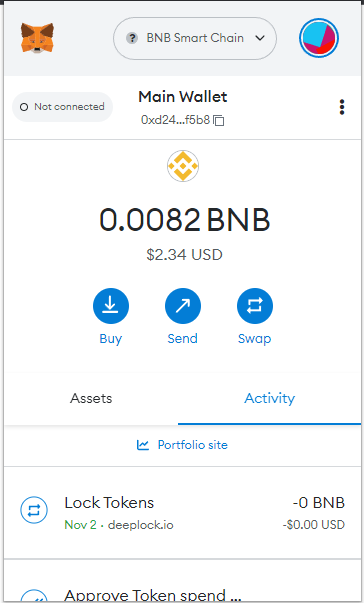 BNB Smart Chain
Not connected
Main Wallet
0xd24...f5b8
0.0082 BNB
$2.34 USD
Buy Send Swap
Assets Activity
Portfolio site
Lock Tokens -0 BNB
Nov 2 · deeplock.io -$0.00 USD
Approve Token spend ...